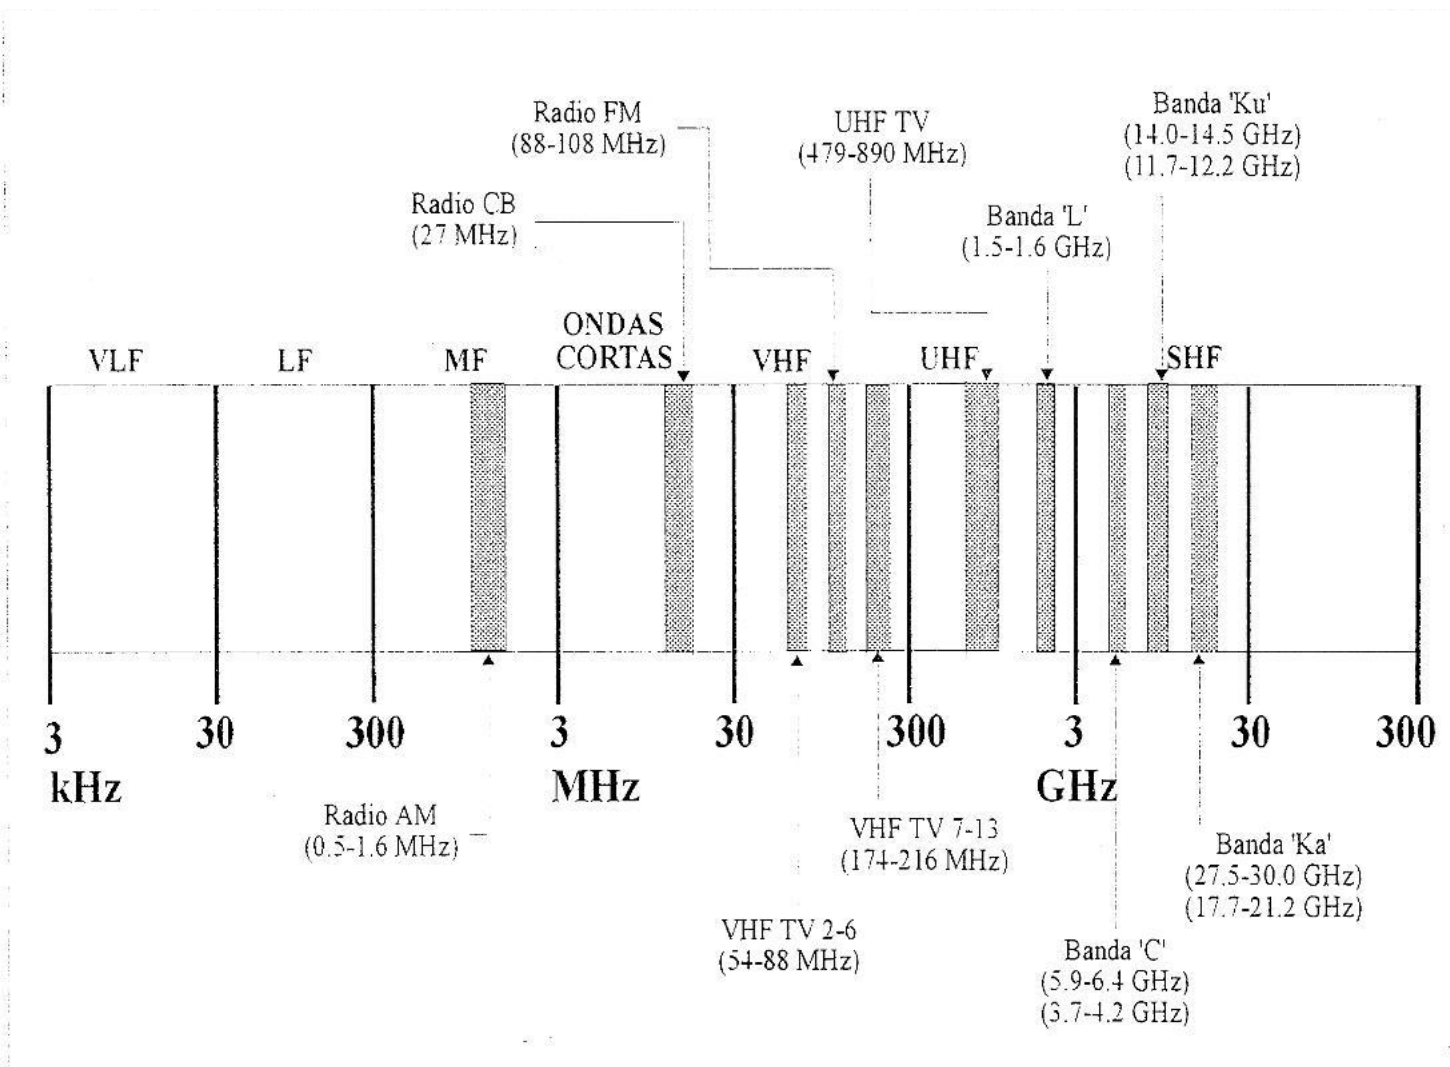 Radio FM
(88-108 MHz)
UHF TV
(479-890 MHz)
Banda 'Ku'
(14.0-14.5 GHz)
(11.7-12.2 GHz)
Radio CB
(27 MHz)
Banda 'L'
(1.5-1.6 GHz)
VLF
LF
MF
ONDAS
CORTAS
VHF
UHF
SHF
3
30
300
3
30
300
3
30
300
kHz
MHz
GHz
Radio AM
(0.5-1.6 MHz)
VHF TV 7-13
(174-216 MHz)
Banda 'Ka'
(27.5-30.0 GHz)
(17.7-21.2 GHz)
VHF TV 2-6
(54-88 MHz)
Banda 'C'
(5.9-6.4 GHz)
(3.7-4.2 GHz)